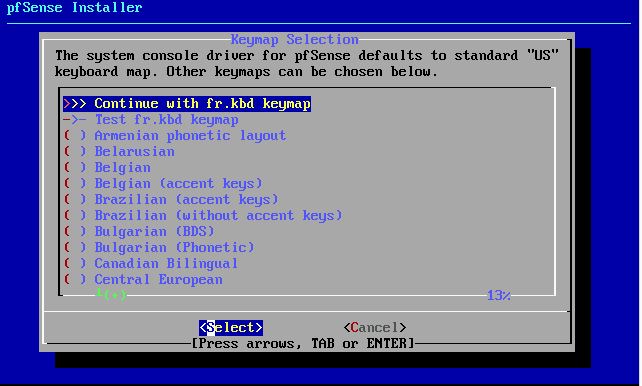 pfSense Installer
Keymap Selection
The system console driver for pfSense defaults to standard "US"
keyboard map. Other keymaps can be chosen below.
>>> Continue with fr.kbd keymap
->- Test fr.kbd keymap
( ) Armenian phonetic layout
( ) Belarusian
( ) Belgian
( ) Belgian (accent keys)
( ) Brazilian (accent keys)
( ) Brazilian (without accent keys)
( ) Bulgarian (BDS)
( ) Bulgarian (Phonetic)
( ) Canadian Bilingual
( ) Central European
└(+) 13%
<Select> <Cancel>
[Press arrows, TAB or ENTER]